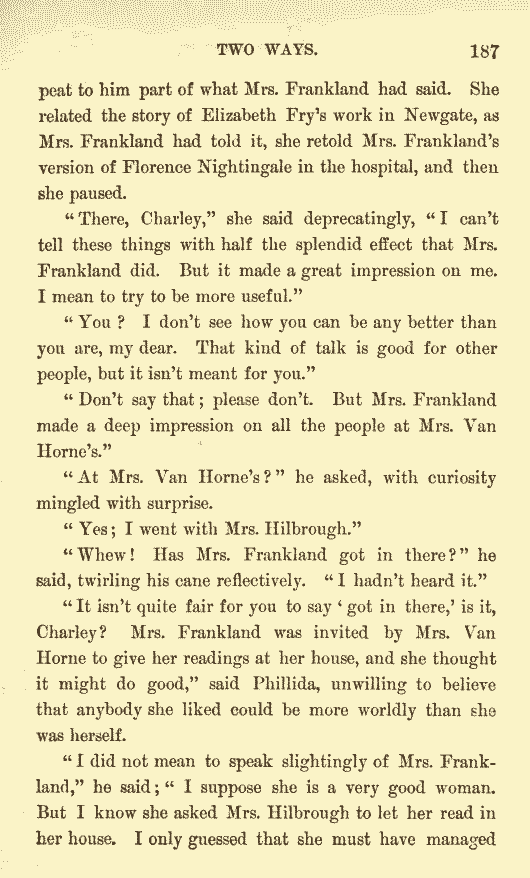 TWO WAYS. 187
peat to him part of what Mrs. Frankland had said. She
related the story of Elizabeth Fry's work in Newgate, as
Mrs. Frankland had told it, she retold Mrs. Frankland's
version of Florence Nightingale in the hospital, and then
she paused.
"There, Charley," she said deprecatingly, "I can't
tell these things with half the splendid effect that Mrs.
Frankland did. But it made a great impression on me.
I mean to try to be more useful."
"You? I don't see how you can be any better than
you are, my dear. That kind of talk is good for other
people, but it isn't meant for you."
"Don't say that; please don't. But Mrs. Frankland
made a deep impression on all the people at Mrs. Van
Horne's."
"At Mrs. Van Horne's?" he asked, with curiosity
mingled with surprise.
"Yes; I went with Mrs. Hilbrough."
"Whew! Has Mrs. Frankland got in there?" he
said, twirling his cane reflectively. "I hadn't heard it."
"It isn't quite fair for you to say 'got in there,' is it,
Charley? Mrs. Frankland was invited by Mrs. Van
Horne to give her readings at her house, and she thought
it might do good," said Phillida, unwilling to believe
that anybody she liked could be more worldly than she
was herself.
"I did not mean to speak slightingly of Mrs. Frank-
land," he said; "I suppose she is a very good woman.
But I know she asked Mrs. Hilbrough to let her read in
her house. I only guessed that she must have managed